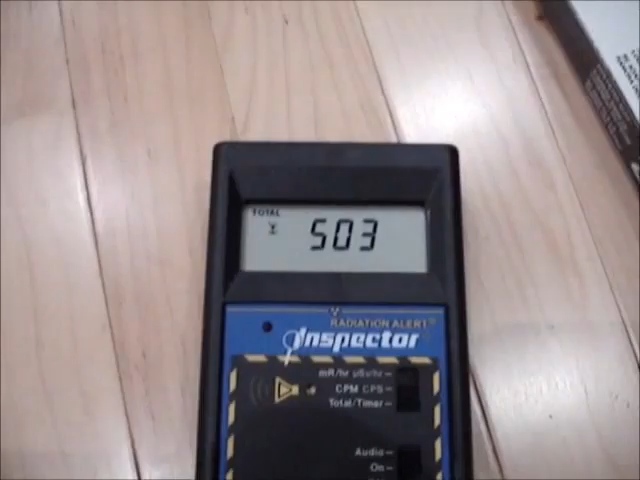 TOTAL
503
RADIATION ALERT
Inspector
mR/hr µSv/hr
CPM CPS
Total/Timer
Audio
On